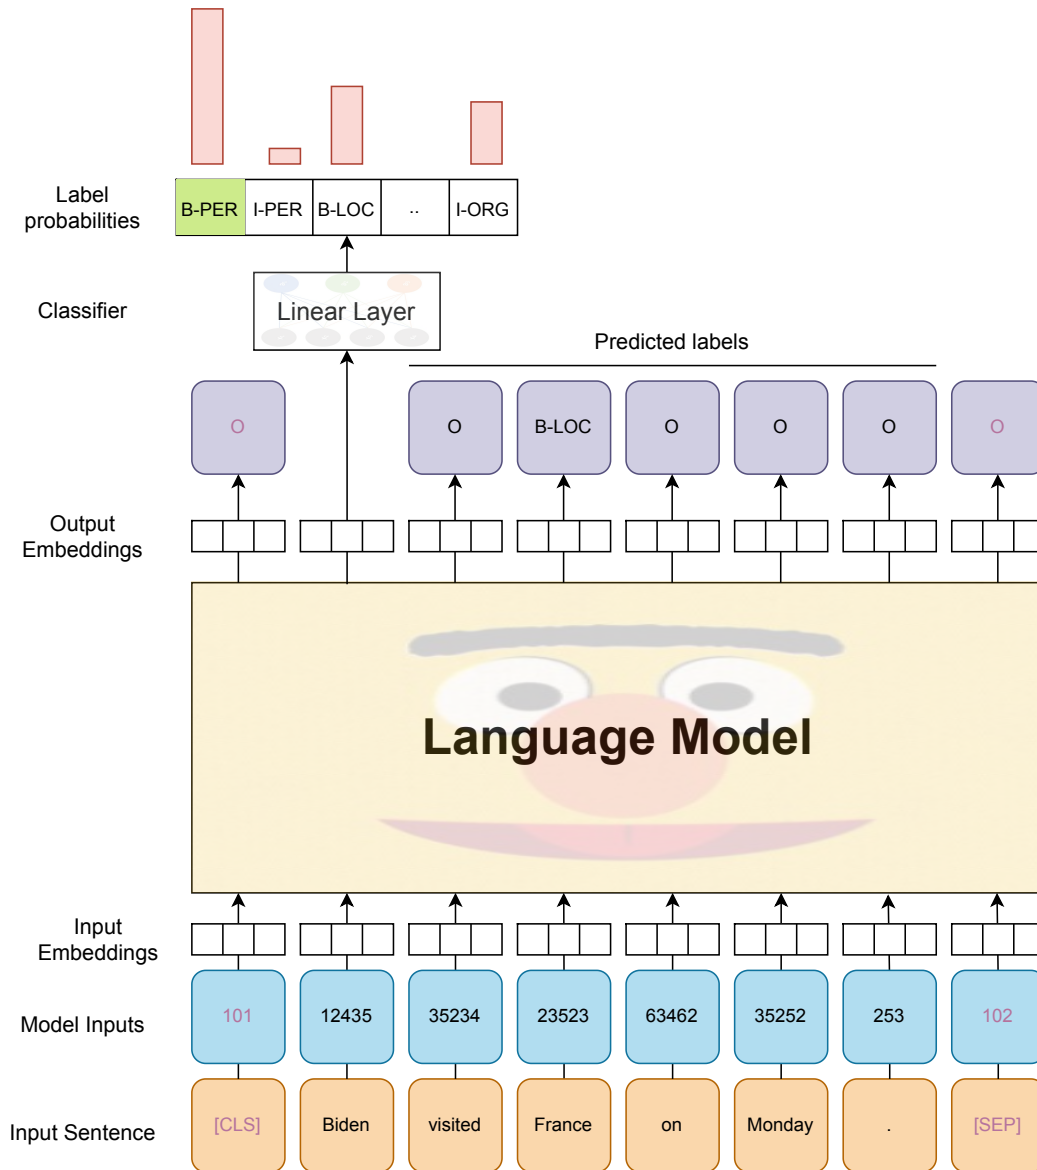 Label
probabilities
B-PER I-PER B-LOC .. I-ORG
Classifier
Linear Layer
Predicted labels
O O B-LOC O O O O
Output
Embeddings
Language Model
Input
Embeddings
Model Inputs
101 12435 35234 23523 63462 35252 253 102
Input Sentence
[CLS] Biden visited France on Monday . [SEP]